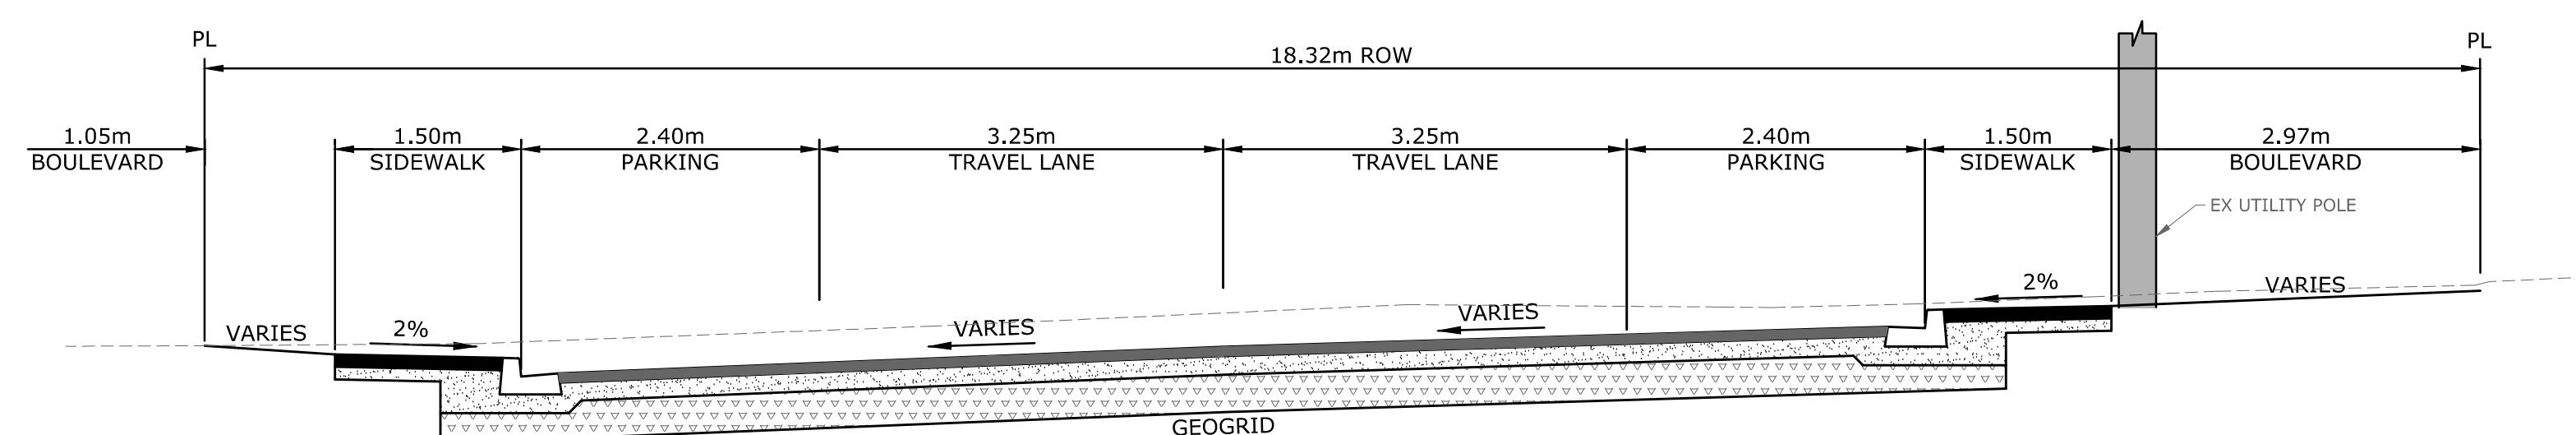 PL
PL
18.32m ROW
1.05m
BOULEVARD
1.50m
SIDEWALK
2.40m
PARKING
3.25m
TRAVEL LANE
3.25m
TRAVEL LANE
2.40m
PARKING
1.50m
SIDEWALK
2.97m
BOULEVARD
EX UTILITY POLE
VARIES
2%
VARIES
VARIES
2%
VARIES
GEOGRID